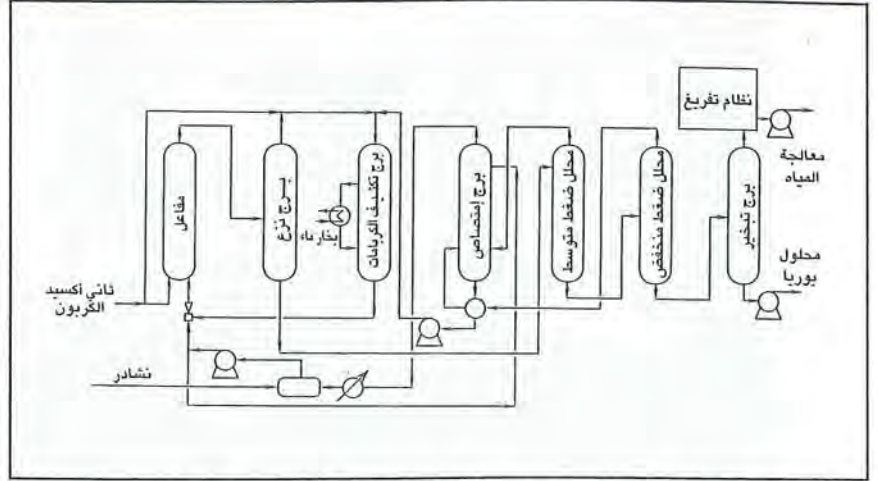 نظام تفريغ
معالجة
المياه
مفاعل
بـــرج نزع
برج تكثيف الكربامات
بخار ماء
برج إمتصاص
محلل ضغط متوسط
محلل ضغط منخفض
برج تبخير
محلول
يوريا
ثاني أكسيد
الكربون
نشادر